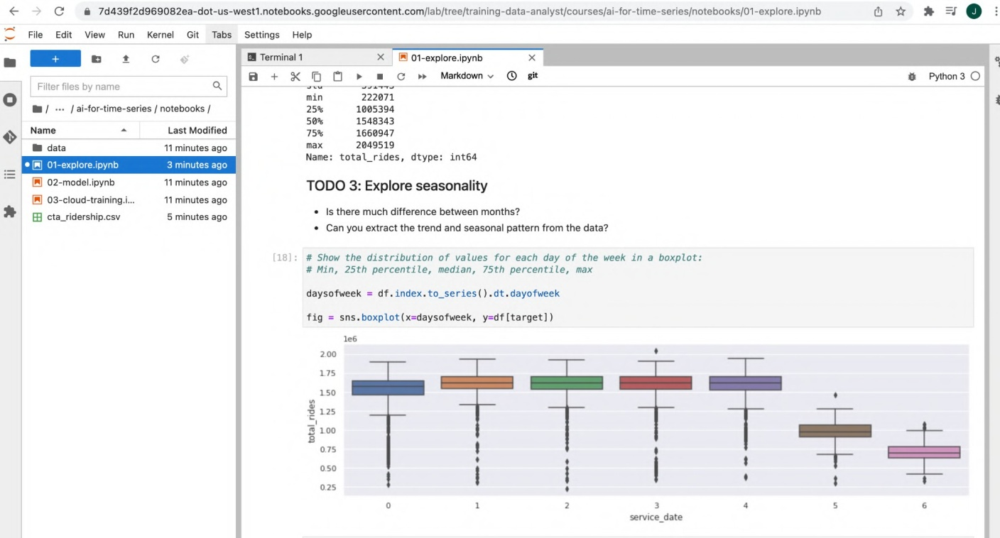 7d439f2d969082ea-dot-us-west1.notebooks.googleusercontent.com/lab/tree/training-data-analyst/courses/ai-for-time-series/notebooks/01-explore.ipynb
J
File Edit View Run Kernel Git Tabs Settings Help
+
Filter files by name
/ ··· / ai-for-time-series / notebooks /
Name Last Modified
data 11 minutes ago
01-explore.ipynb 3 minutes ago
02-model.ipynb 11 minutes ago
03-cloud-training.i... 11 minutes ago
cta_ridership.csv 5 minutes ago
Terminal 1
01-explore.ipynb
Markdown
git
Python 3
min 222071
25% 1005394
50% 1548343
75% 1660947
max 2049519
Name: total_rides, dtype: int64
TODO 3: Explore seasonality
• Is there much difference between months?
• Can you extract the trend and seasonal pattern from the data?
[18]:
# Show the distribution of values for each day of the week in a boxplot:
# Min, 25th percentile, median, 75th percentile, max
daysofweek = df.index.to_series().dt.dayofweek
fig = sns.boxplot(x=daysofweek, y=df[target])
1e6
2.00
1.75
1.50
1.25
1.00
0.75
0.50
0.25
total_rides
0 1 2 3 4 5 6
service_date